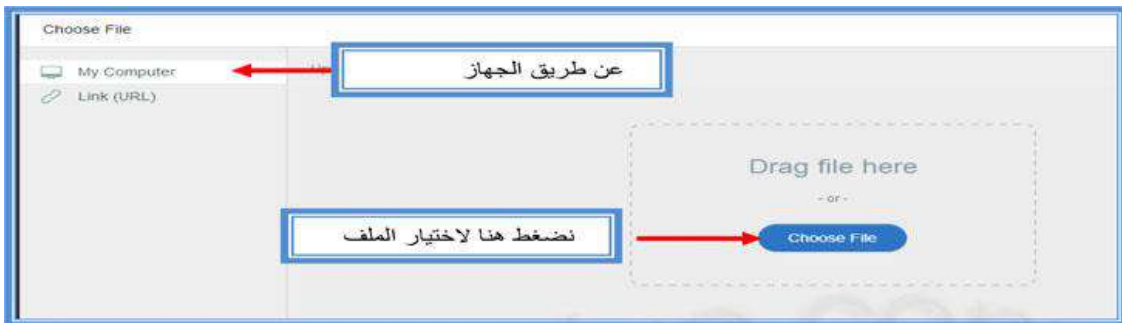 Choose File
My Computer
عن طريق الجهاز
Link (URL)
Drag file here
- or -
نضغط هنا لاختيار الملف
Choose File